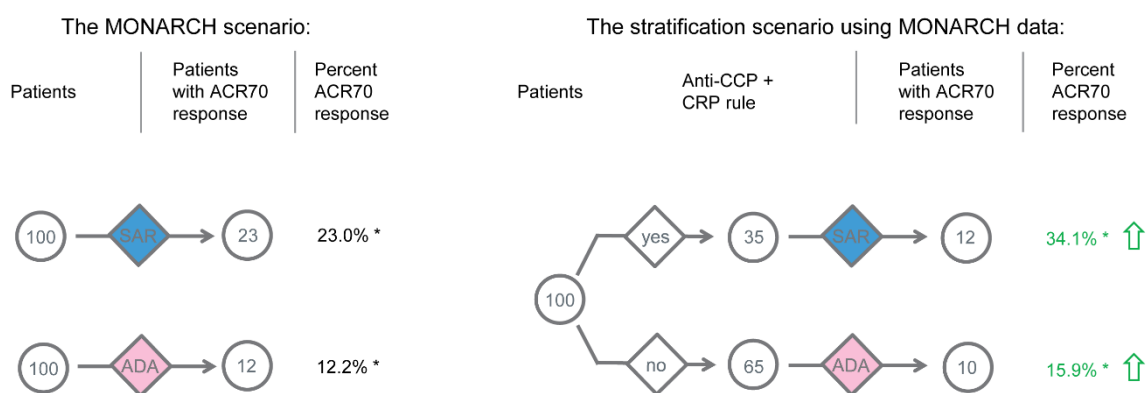 The MONARCH scenario:
Patients
Patients
with ACR70
response
Percent
ACR70
response
100
SAR
23
23.0% *
100
ADA
12
12.2% *
The stratification scenario using MONARCH data:
Patients
Anti-CCP +
CRP rule
Patients
with ACR70
response
Percent
ACR70
response
100
yes
35
SAR
12
34.1% *
no
65
ADA
10
15.9% *